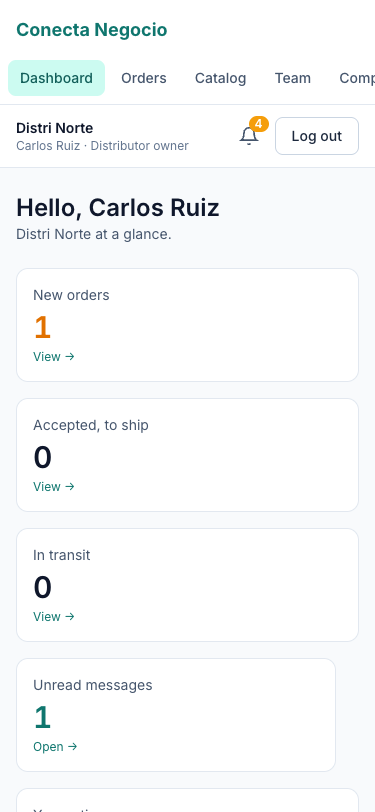 Conecta Negocio
Dashboard Orders Catalog Team
Distri Norte
Carlos Ruiz · Distributor owner
4
Log out
Hello, Carlos Ruiz
Distri Norte at a glance.
New orders
1
View →
Accepted, to ship
0
View →
In transit
0
View →
Unread messages
1
Open →